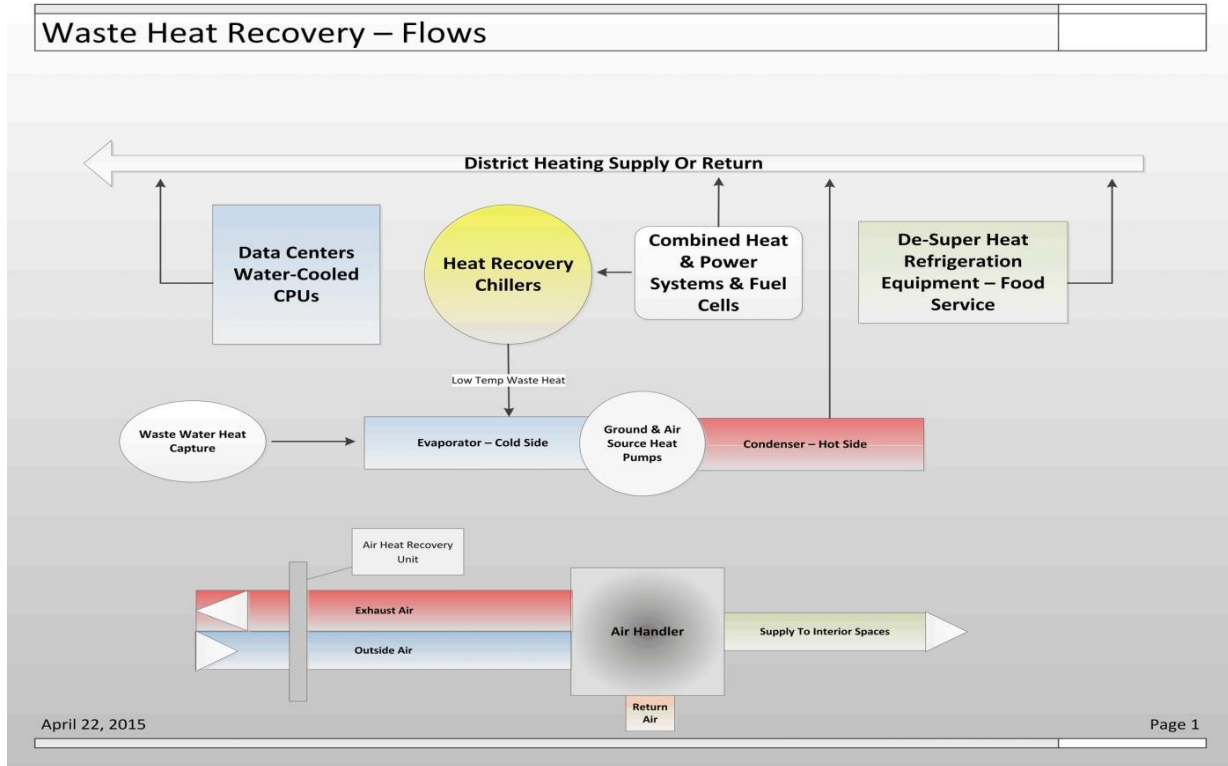 Waste Heat Recovery – Flows
District Heating Supply Or Return
Data Centers
Water-Cooled
CPUs
Heat Recovery
Chillers
Combined Heat
& Power
Systems & Fuel
Cells
De-Super Heat
Refrigeration
Equipment – Food
Service
Low Temp Waste Heat
Waste Water Heat
Capture
Evaporator – Cold Side
Ground & Air
Source Heat
Pumps
Condenser – Hot Side
Air Heat Recovery
Unit
Exhaust Air
Outside Air
Air Handler
Supply To Interior Spaces
Return
Air
April 22, 2015
Page 1